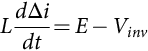 L dΔi/dt = E − V_inv